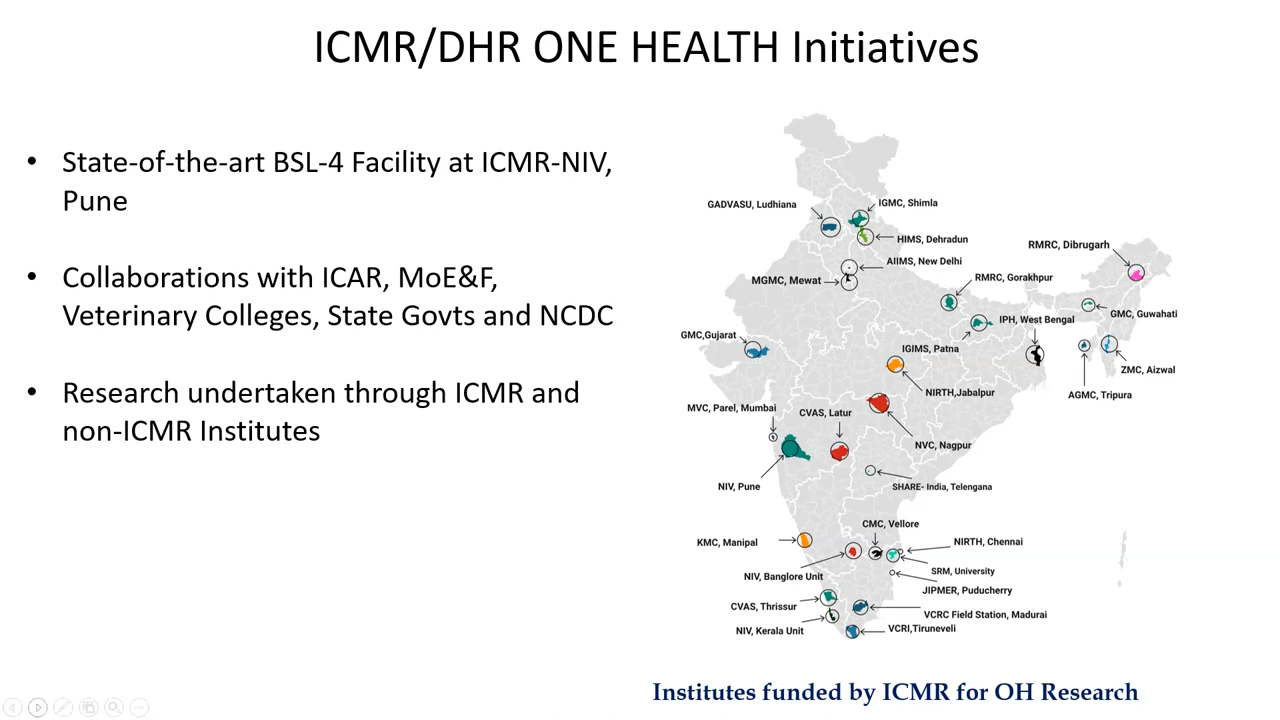 ICMR/DHR ONE HEALTH Initiatives
• State-of-the-art BSL-4 Facility at ICMR-NIV,
Pune
• Collaborations with ICAR, MoE&F,
Veterinary Colleges, State Govts and NCDC
• Research undertaken through ICMR and
non-ICMR Institutes
GADVASU, Ludhiana
IGMC, Shimla
HIMS, Dehradun
RMRC, Dibrugarh
AIIMS, New Delhi
MGMC, Mewat
RMRC, Gorakhpur
GMC, Guwahati
IPH, West Bengal
GMC,Gujarat
IGIMS, Patna
ZMC, Aizwal
NIRTH,Jabalpur
AGMC, Tripura
MVC, Parel, Mumbai
CVAS, Latur
NVC, Nagpur
NIV, Pune
SHARE- India, Telengana
CMC, Vellore
KMC, Manipal
NIRTH, Chennai
NIV, Banglore Unit
SRM, University
JIPMER, Puducherry
CVAS, Thrissur
VCRC Field Station, Madurai
NIV, Kerala Unit
VCRI,Tiruneveli
Institutes funded by ICMR for OH Research